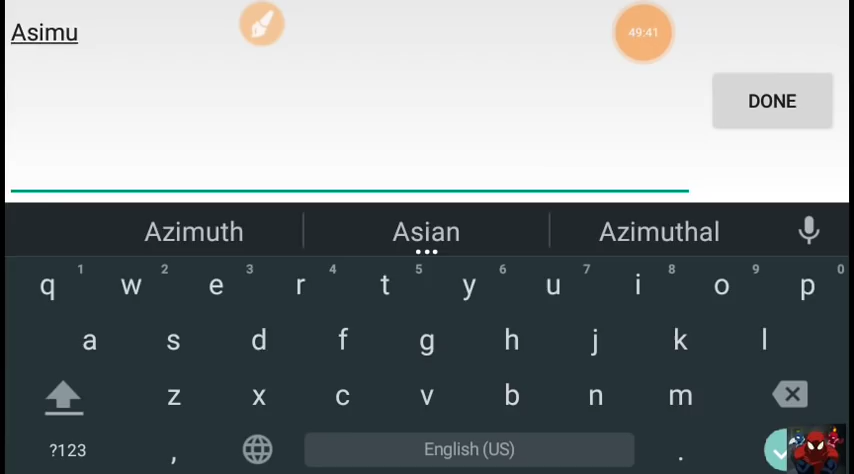 Asimu
49:41
DONE
Azimuth Asian Azimuthal
q 1 w 2 e 3 r 4 t 5 y 6 u 7 i 8 o 9 p 0
a s d f g h j k l
z x c v b n m
?123 , English (US) .